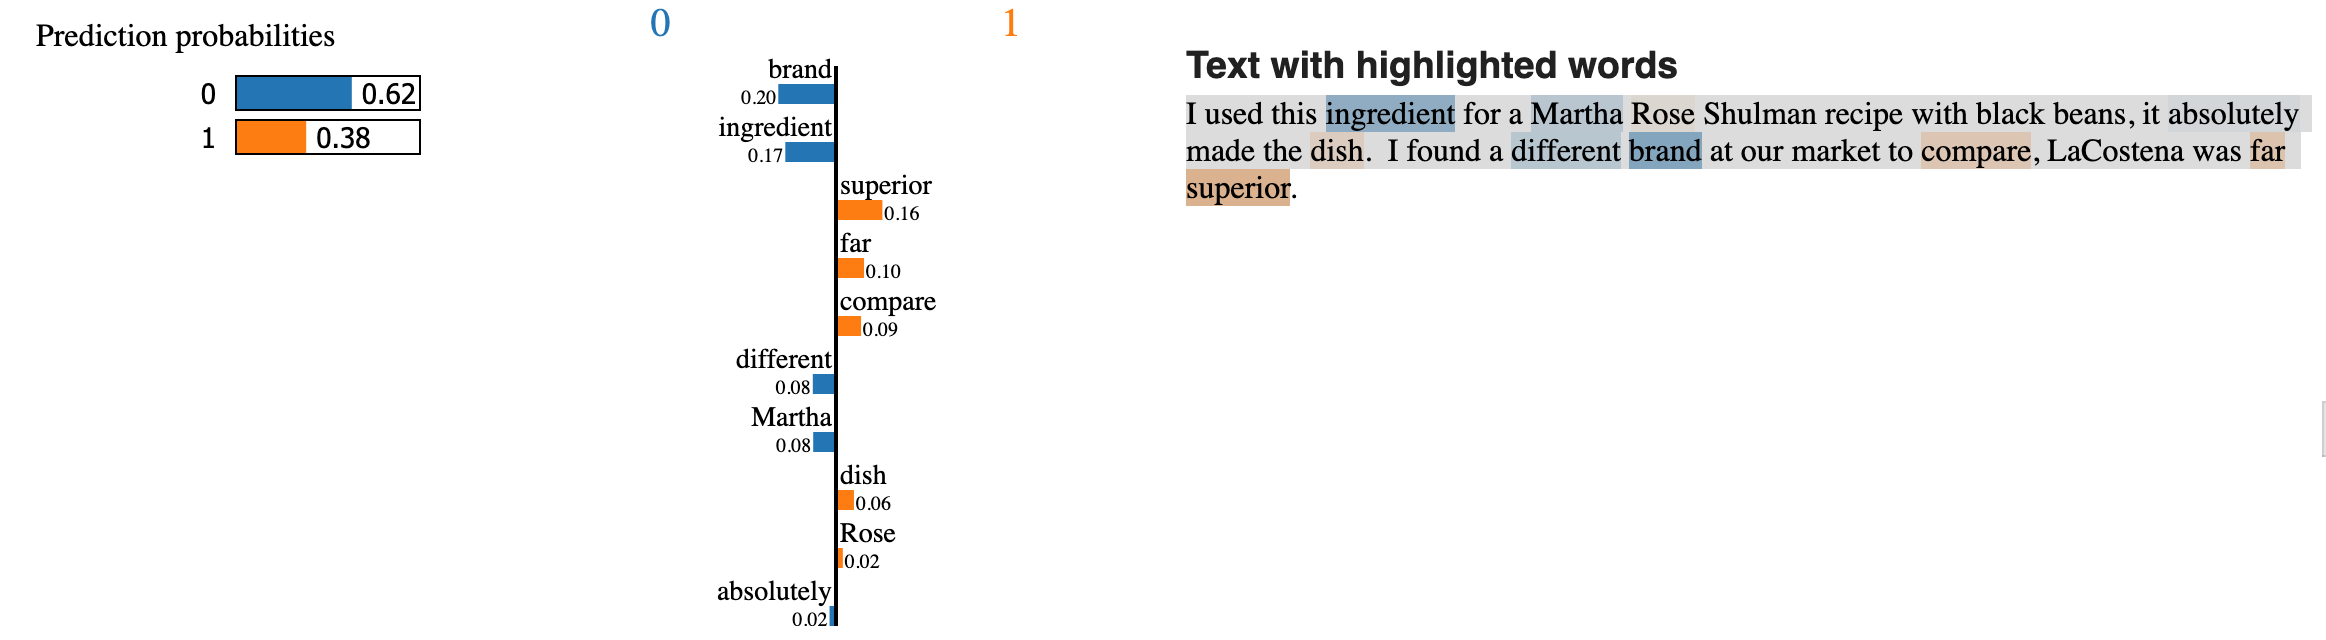 Prediction probabilities
0 0.62
1 0.38
0 1
brand
0.20
ingredient
0.17
superior
0.16
far
0.10
compare
0.09
different
0.08
Martha
0.08
dish
0.06
Rose
0.02
absolutely
0.02
Text with highlighted words
I used this ingredient for a Martha Rose Shulman recipe with black beans, it absolutely
made the dish.  I found a different brand at our market to compare, LaCostena was far
superior.